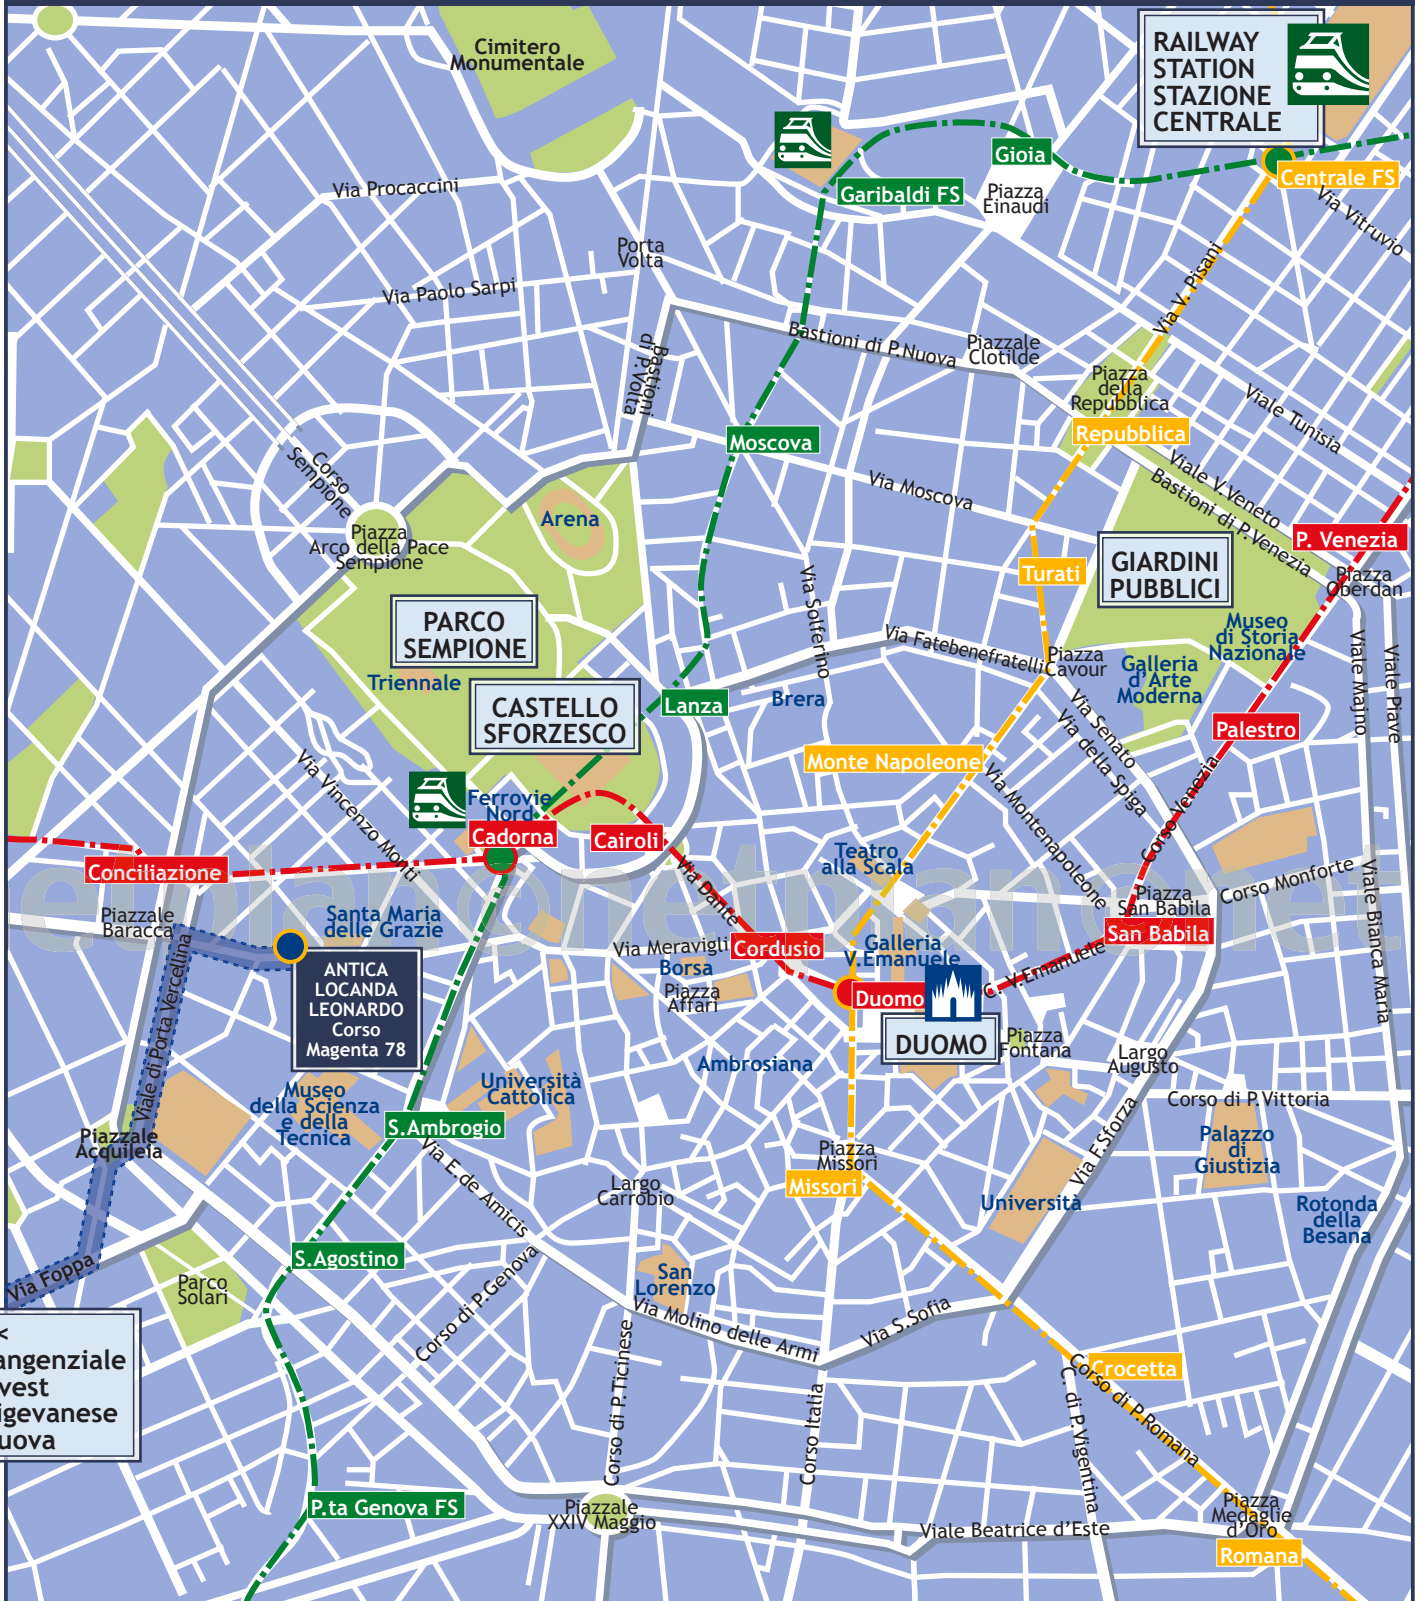 Cimitero
Monumentale
RAILWAY
STATION
STAZIONE
CENTRALE
Gioia
Centrale FS
Garibaldi FS
Piazza
Einaudi
Via Procaccini
Via Vitruvio
Porta
Volta
Via V. Pisani
Via Paolo Sarpi
Bastioni di P.Nuova
Piazzale
Clotilde
Bastioni
di P.Volta
Piazza
della
Repubblica
Viale Tunisia
Repubblica
Moscova
Corso
Sempione
Via Moscova
Viale V.Veneto
Bastioni di P.Venezia
Arena
Piazza
Arco della Pace
Sempione
P. Venezia
GIARDINI
PUBBLICI
Turati
Piazza
Oberdan
Via Solferino
PARCO
SEMPIONE
Museo
di Storia
Nazionale
Via Fatebenefratelli
Piazza
Cavour
Galleria
d'Arte
Moderna
Viale Majno
Viale Piave
Triennale
Lanza
Brera
CASTELLO
SFORZESCO
Via Senato
Via della Spiga
Palestro
Monte Napoleone
Via Vincenzo Monti
Via Montenapoleone
Corso Venezia
Ferrovie
Nord
Cadorna
Cairoli
Teatro
alla Scala
Conciliazione
Via Dante
Corso Monforte
Viale Bianca Maria
Piazza
San Babila
San Babila
Piazzale
Baracca
Santa Maria
delle Grazie
Via Meravigli
Cordusio
Galleria
V.Emanuele
C. V.Emanuele
Borsa
Piazza
Affari
ANTICA
LOCANDA
LEONARDO
Corso
Magenta 78
Viale di Porta Vercellina
Duomo
DUOMO
Piazza
Fontana
Largo
Augusto
Ambrosiana
Università
Cattolica
Museo
della Scienza
e della
Tecnica
Corso di P.Vittoria
S.Ambrogio
Piazzale
Acquileia
Via F.Sforza
Palazzo
di
Giustizia
Piazza
Missori
Missori
Via E.de Amicis
Largo
Carrobio
Università
Rotonda
della
Besana
S.Agostino
Via Foppa
Parco
Solari
Corso di P.Genova
San
Lorenzo
Via Molino delle Armi
Via S.Sofia
<
angenziale
vest
igevanese
uova
Corso di P. Ticinese
Corso Italia
Crocetta
Corso di P.Romana
C. di P.Vigentina
P.ta Genova FS
Piazzale
XXIV Maggio
Piazza
Medaglie
d'Oro
Viale Beatrice d'Este
Romana